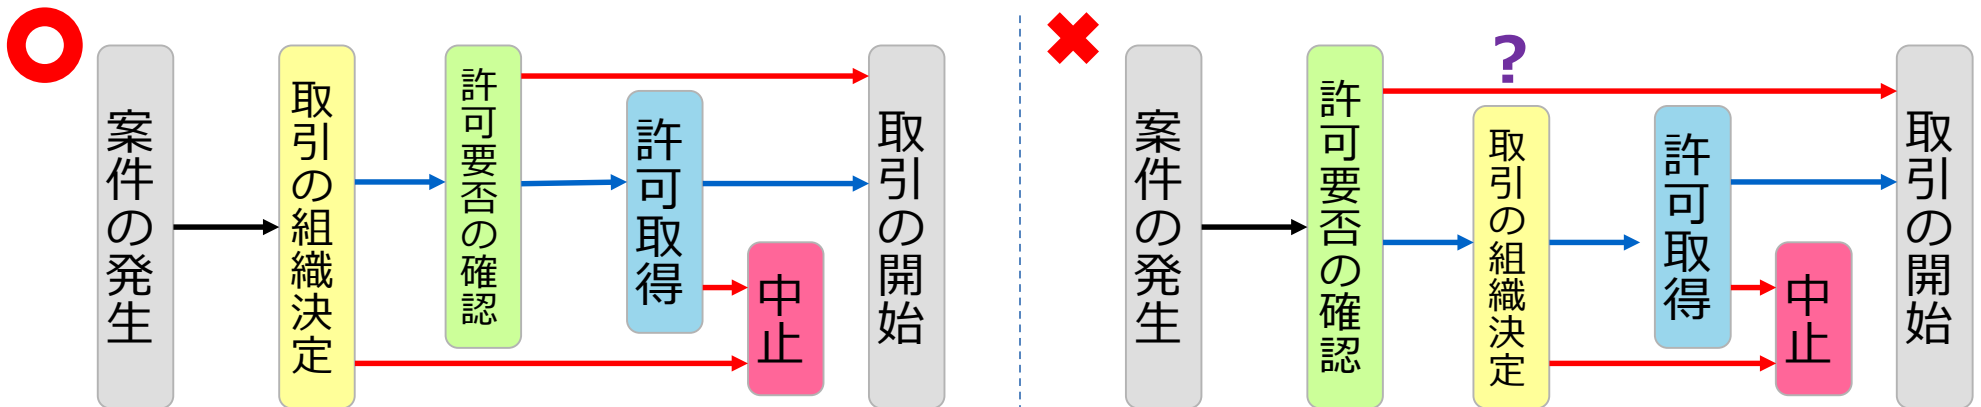 案件の発生
取引の組織決定
許可要否の確認
許可取得
中止
取引の開始
案件の発生
許可要否の確認
?
取引の組織決定
許可取得
中止
取引の開始